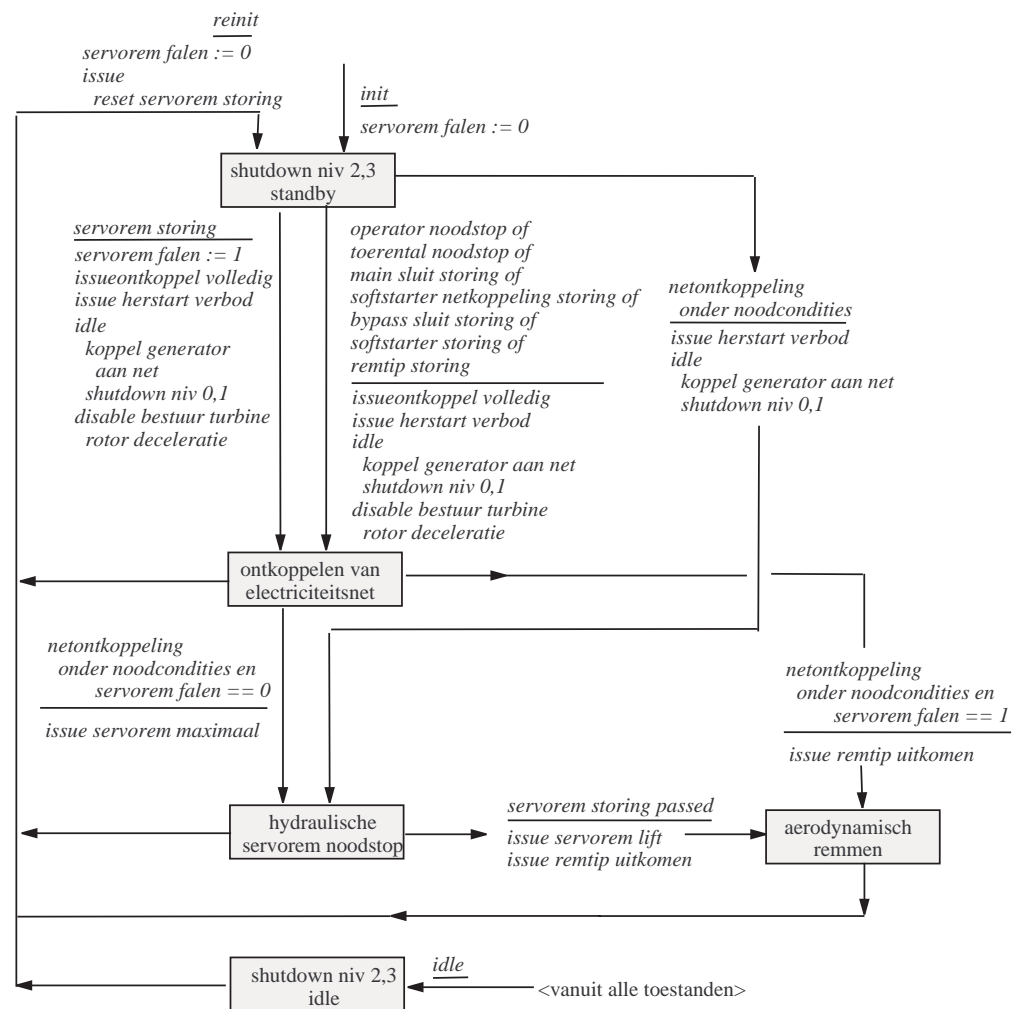 reinit
servorem falen := 0
issue
reset servorem storing
init
servorem falen := 0
shutdown niv 2,3
standby
servorem storing
servorem falen := 1
issueontkoppel volledig
issue herstart verbod
idle
koppel generator
aan net
shutdown niv 0,1
disable bestuur turbine
rotor deceleratie
operator noodstop of
toerental noodstop of
main sluit storing of
softstarter netkoppeling storing of
bypass sluit storing of
softstarter storing of
remtip storing
issueontkoppel volledig
issue herstart verbod
idle
koppel generator aan net
shutdown niv 0,1
disable bestuur turbine
rotor deceleratie
netontkoppeling
onder noodcondities
issue herstart verbod
idle
koppel generator aan net
shutdown niv 0,1
ontkoppelen van
electriciteitsnet
netontkoppeling
onder noodcondities en
servorem falen == 0
issue servorem maximaal
netontkoppeling
onder noodcondities en
servorem falen == 1
issue remtip uitkomen
hydraulische
servorem noodstop
servorem storing passed
issue servorem lift
issue remtip uitkomen
aerodynamisch
remmen
shutdown niv 2,3
idle
idle
<vanuit alle toestanden>